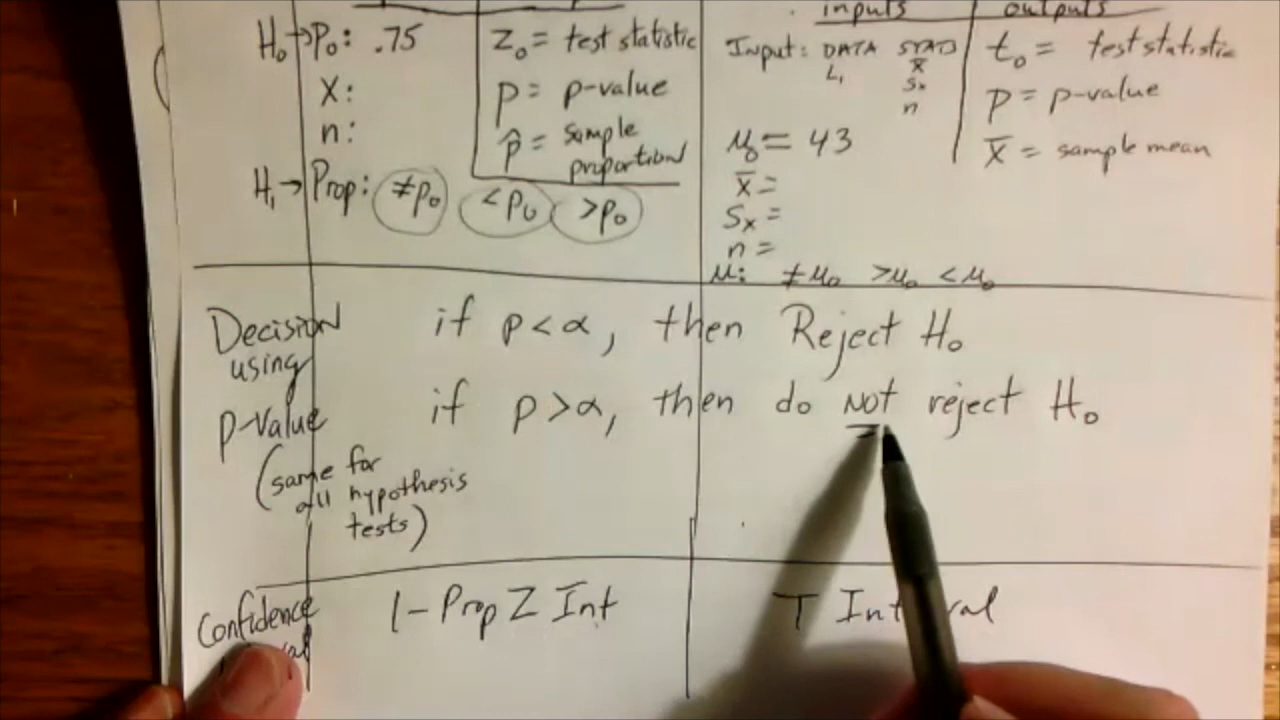 inputs outputs
H₀→ P₀: .75
X:
n:
H₁→ Prop: ≠p₀ <p₀ >p₀
Z₀ = test statistic
p = p-value
p̂ = sample
proportion
Input: DATA STATS
L₁ x̄
Sx
n
μ₀ = 43
x̄ =
Sx =
n =
μ: ≠μ₀ >μ₀ <μ₀
t₀ = test statistic
p = p-value
x̄ = sample mean
Decision
using
p-value
(same for
all hypothesis
tests)
if p<α, then Reject H₀
if p>α, then do NOT reject H₀
Confidence
1-Prop Z Int
T